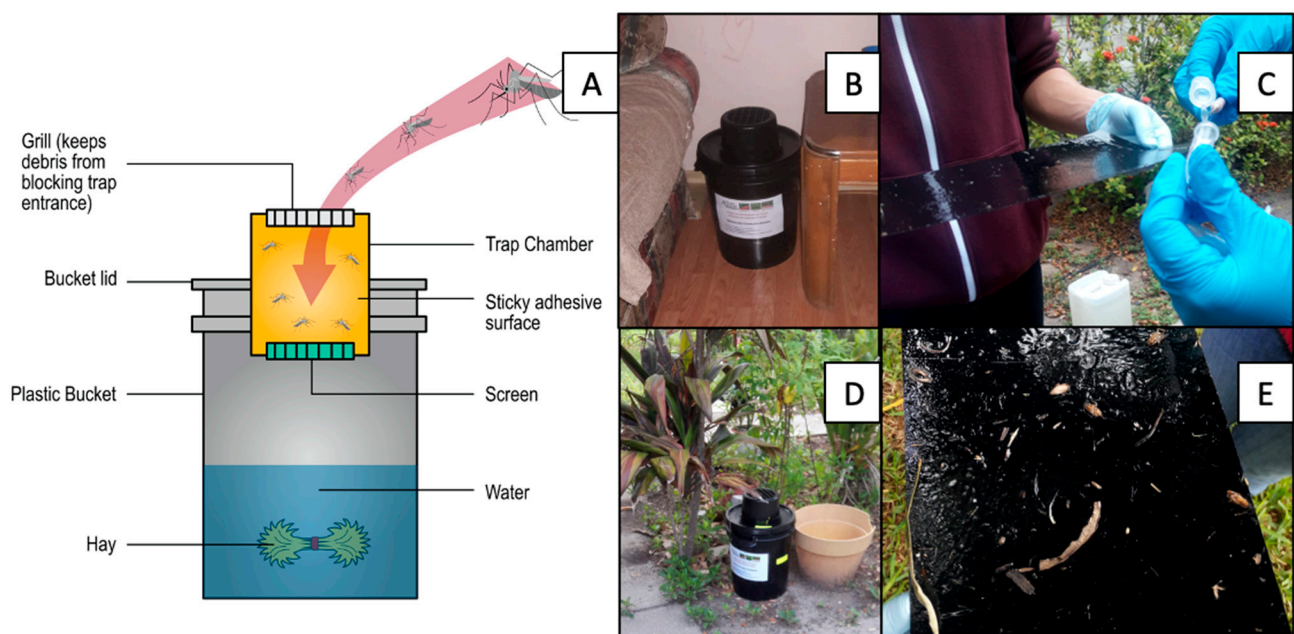 A
Grill (keeps
debris from
blocking trap
entrance)
Bucket lid
Plastic Bucket
Hay
Trap Chamber
Sticky adhesive
surface
Screen
Water
B
C
D
E